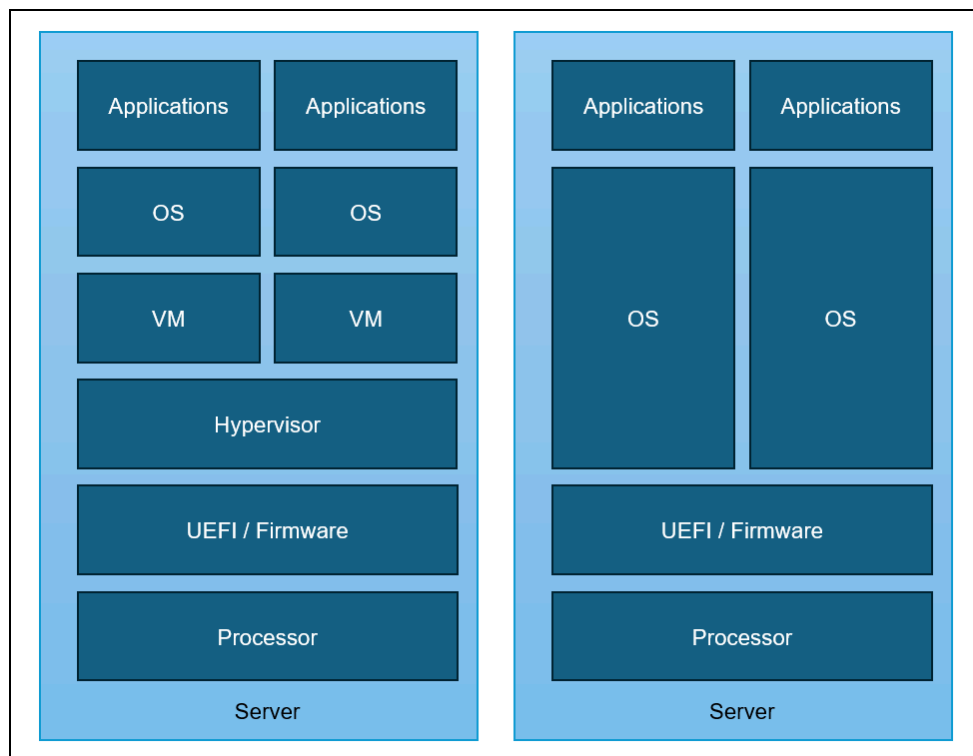 Applications
Applications
OS
OS
VM
VM
Hypervisor
UEFI / Firmware
Processor
Server
Applications
Applications
OS
OS
UEFI / Firmware
Processor
Server